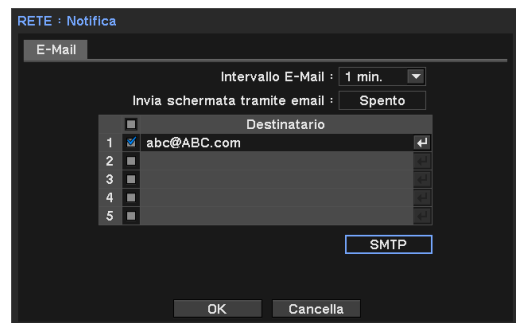 RETE : Notifica
E-Mail
Intervallo E-Mail : 1 min.
Invia schermata tramite email : Spento
Destinatario
1 abc@ABC.com
2
3
4
5
SMTP
OK Cancella